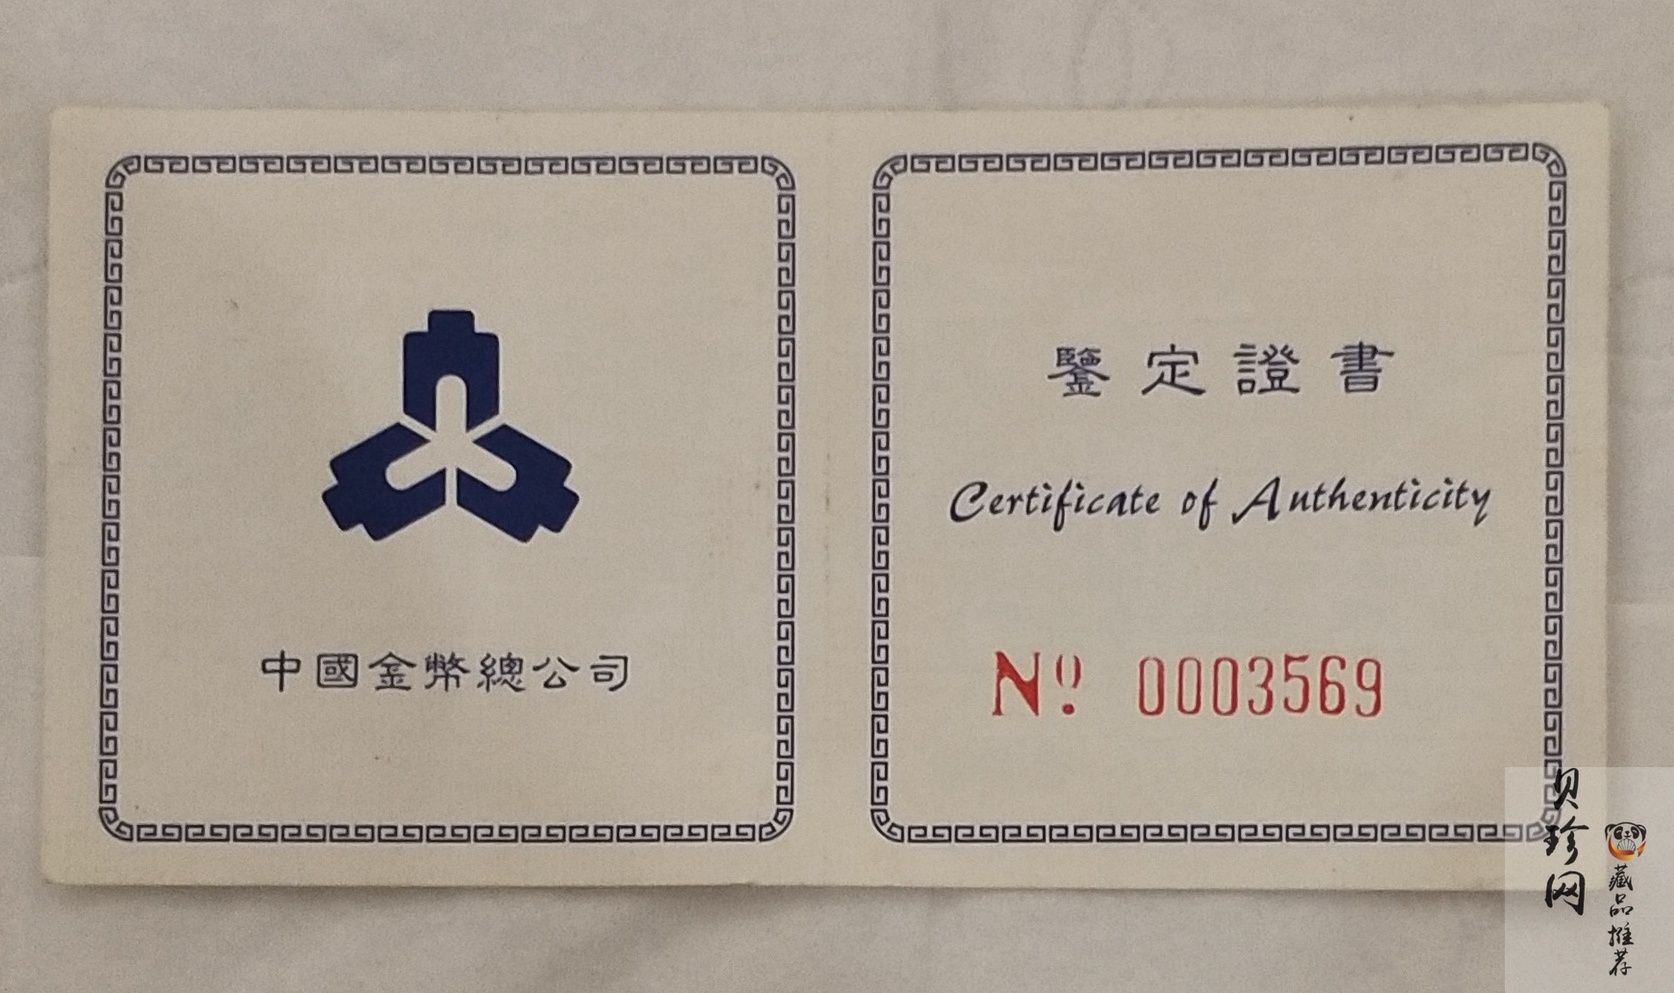 中國金幣總公司
鑒定證書
Certificate of Authenticity
Nº 0003569
贝珍网
藏品推荐